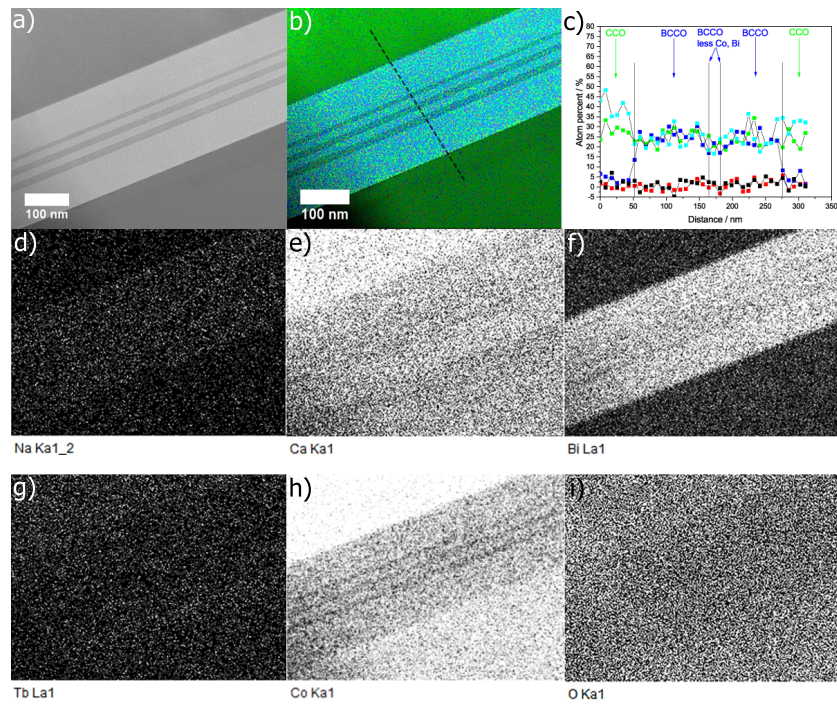 a)
100 nm
b)
100 nm
c)
CCO BCCO BCCO BCCO CCO
less Co, Bi
Atom percent / %
80
75
70
65
60
55
50
45
40
35
30
25
20
15
10
5
0
-5
0 50 100 150 200 250 300 350
Distance / nm
d)
e)
f)
Na Ka1_2
Ca Ka1
Bi La1
g)
h)
i)
Tb La1
Co Ka1
O Ka1